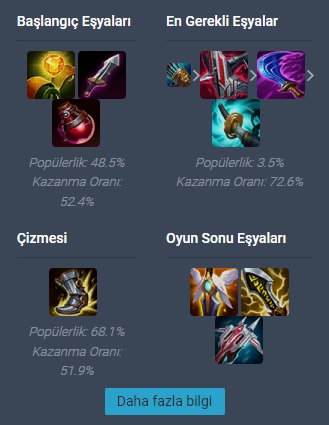 Başlangıç Eşyaları
En Gerekli Eşyalar
Popülerlik: 48.5%
Kazanma Oranı:
52.4%
Popülerlik: 3.5%
Kazanma Oranı: 72.6%
Çizmesi
Oyun Sonu Eşyaları
Popülerlik: 68.1%
Kazanma Oranı:
51.9%
Daha fazla bilgi